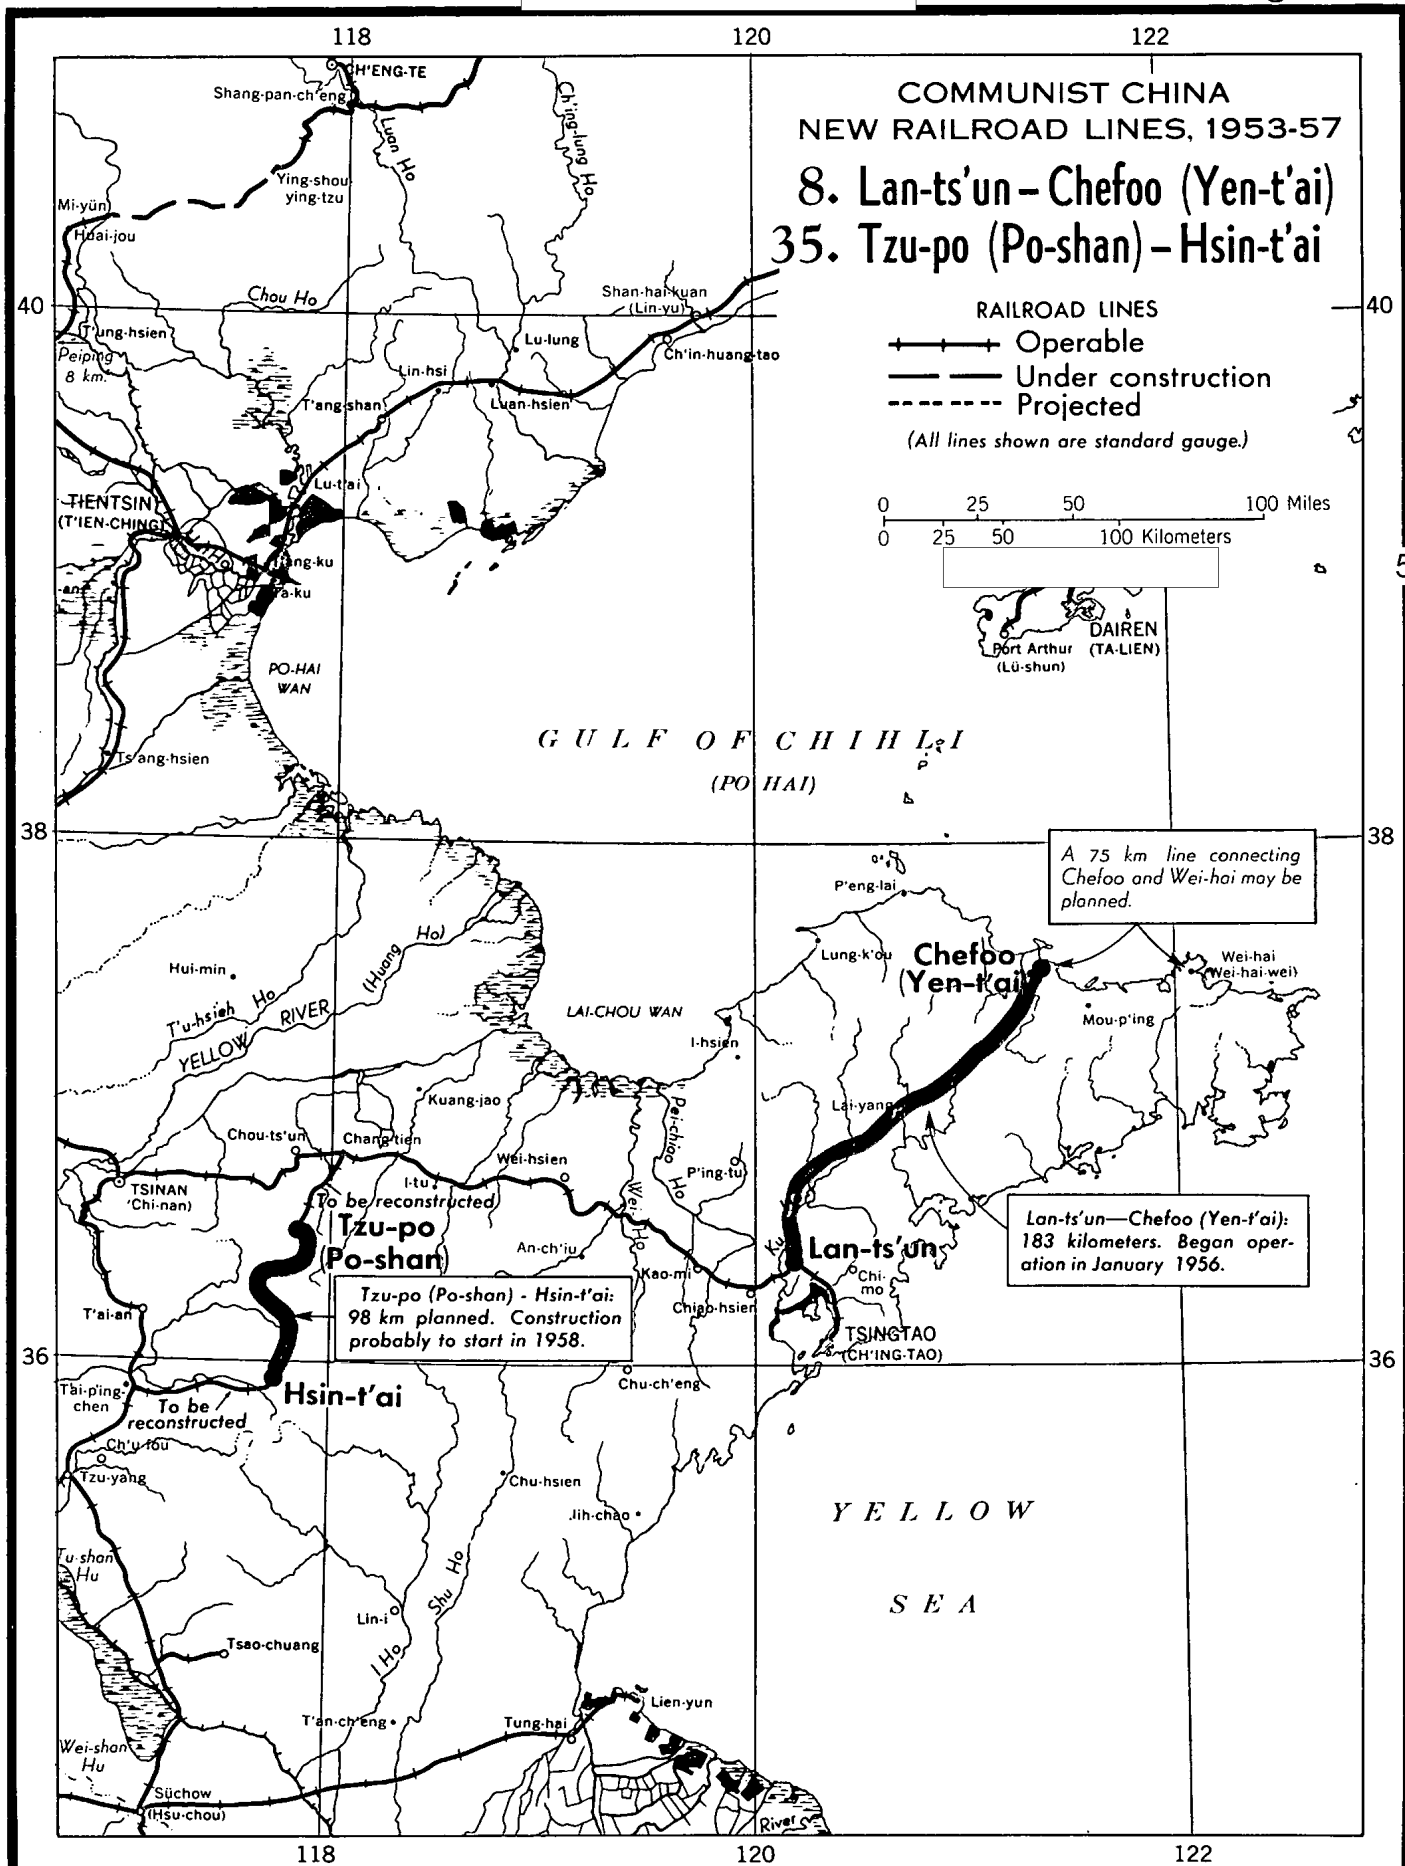 118
120
122
CH'ENG-TE
Shang-pan-ch'eng
Luan Ho
Ch'ing-lung Ho
COMMUNIST CHINA
NEW RAILROAD LINES, 1953-57
8. Lan-ts'un – Chefoo (Yen-t'ai)
35. Tzu-po (Po-shan) – Hsin-t'ai
Ying-shou
ying-tzu
Mi-yün
Huai-jou
40
Chou Ho
Shan-hai-kuan
(Lin-yu)
40
RAILROAD LINES
Operable
Under construction
Projected
(All lines shown are standard gauge.)
T'ung-hsien
Peiping
8 km.
Lu-lung
Ch'in-huang-tao
Lin-hsi
T'ang-shan
Luan-hsien
Lu-t'ai
TIENTSIN
(T'IEN-CHING)
0 25 50 100 Miles
0 25 50 100 Kilometers
T'ang-ku
Ta-ku
-an
DAIREN
(TA-LIEN)
Port Arthur
(Lü-shun)
PO-HAI
WAN
GULF OF CHIHLI
(PO HAI)
Ts'ang-hsien
38
38
A 75 km line connecting
Chefoo and Wei-hai may be
planned.
P'eng-lai
Lung-k'ou
Chefoo
(Yen-t'ai)
Wei-hai
(Wei-hai-wei)
Mou-p'ing
Hui-min
(Huang Ho)
T'u-hsieh Ho
YELLOW RIVER
LAI-CHOU WAN
I-hsien
Kuang-jao
Lai-yang
Pei-chiao Ho
Chou-ts'un
Chang-tien
Wei-hsien
P'ing-tu
TSINAN
(Chi-nan)
I-tu
(To be reconstructed)
Tzu-po
(Po-shan)
Wei Ho
Ku
Lan-ts'un
Lan-ts'un—Chefoo (Yen-t'ai):
183 kilometers. Began oper-
ation in January 1956.
An-ch'iu
Kao-mi
Chi-
mo
Chiao-hsien
Tzu-po (Po-shan) - Hsin-t'ai:
98 km planned. Construction
probably to start in 1958.
T'ai-an
TSINGTAO
(CH'ING-TAO)
36
36
Chu-ch'eng
Tai-p'ing-
chen
To be
reconstructed
Hsin-t'ai
Ch'u-fou
Tzu-yang
Chu-hsien
Jih-chao
YELLOW
SEA
Tu-shan
Hu
Shu Ho
Lin-i
I Ho
Tsao-chuang
Lien-yun
T'an-ch'eng
Tung-hai
Wei-shan
Hu
Süchow
(Hsu-chou)
River
118
120
122